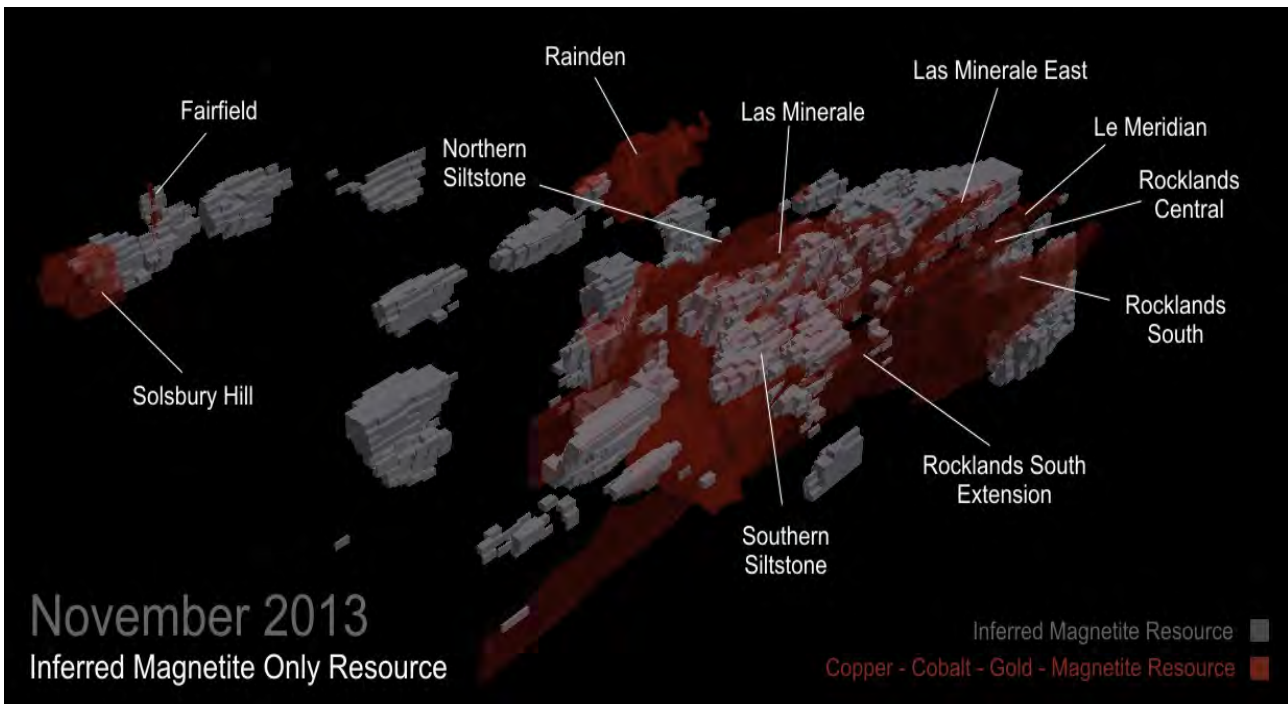 Rainden
Las Minerale East
Fairfield
Las Minerale
Le Meridian
Northern
Siltstone
Rocklands
Central
Rocklands
South
Solsbury Hill
Rocklands South
Extension
Southern
Siltstone
November 2013
Inferred Magnetite Only Resource
Inferred Magnetite Resource
Copper - Cobalt - Gold - Magnetite Resource